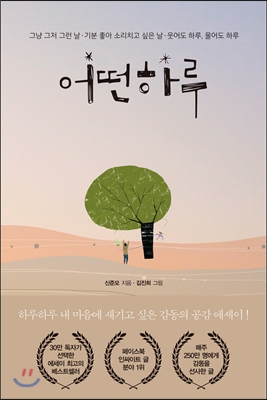 그냥 그저 그런 날 · 기분 좋아 소리치고 싶은 날 · 웃어도 하루, 울어도 하루
어떤하루
신준모 지음 · 김진희 그림
하루하루 내 마음에 새기고 싶은 감동의 공감 에세이!
30만 독자가
선택한
에세이 최고의
베스트셀러
페이스북
인싸이트 글
분야 1위
매주
250만 명에게
감동을
선사한 글